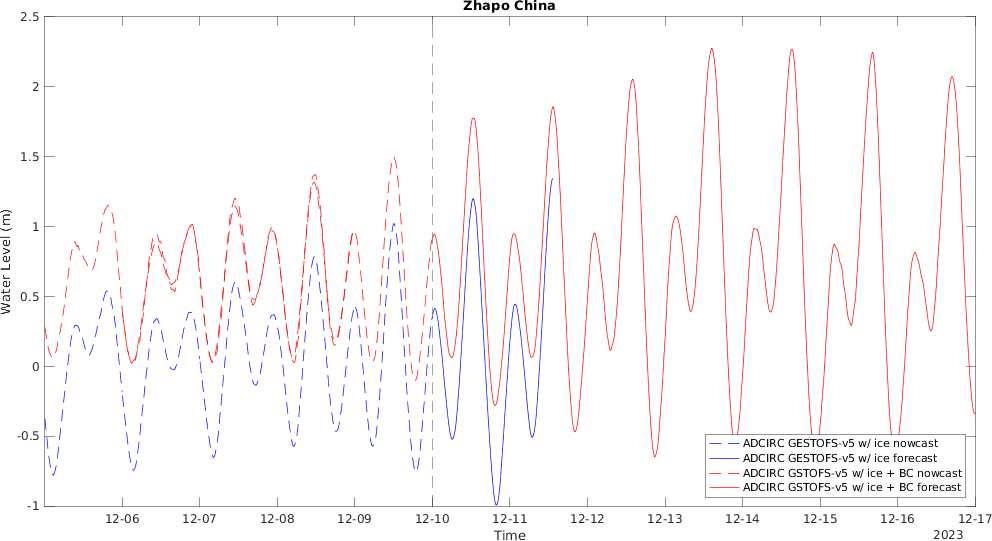 Zhapo China
2.5
2
1.5
1
0.5
0
-0.5
-1
Water Level (m)
12-06 12-07 12-08 12-09 12-10 12-11 12-12 12-13 12-14 12-15 12-16 12-17
Time
2023
ADCIRC GESTOFS-v5 w/ ice nowcast
ADCIRC GESTOFS-v5 w/ ice forecast
ADCIRC GSTOFS-v5 w/ ice + BC nowcast
ADCIRC GSTOFS-v5 w/ ice + BC forecast